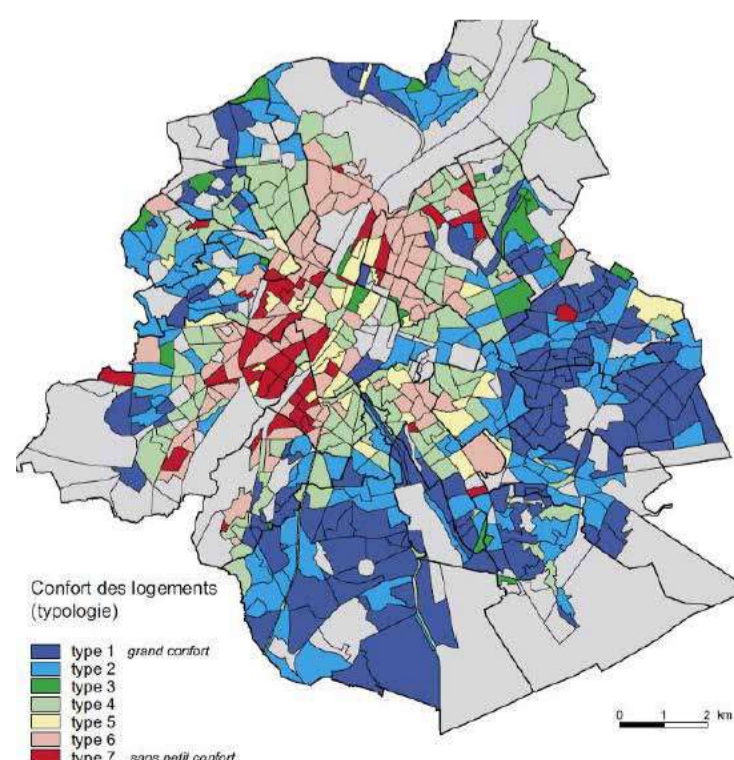 Confort des logements
(typologie)
type 1 grand confort
type 2
type 3
type 4
type 5
type 6
type 7 sans petit confort
0 1 2 km